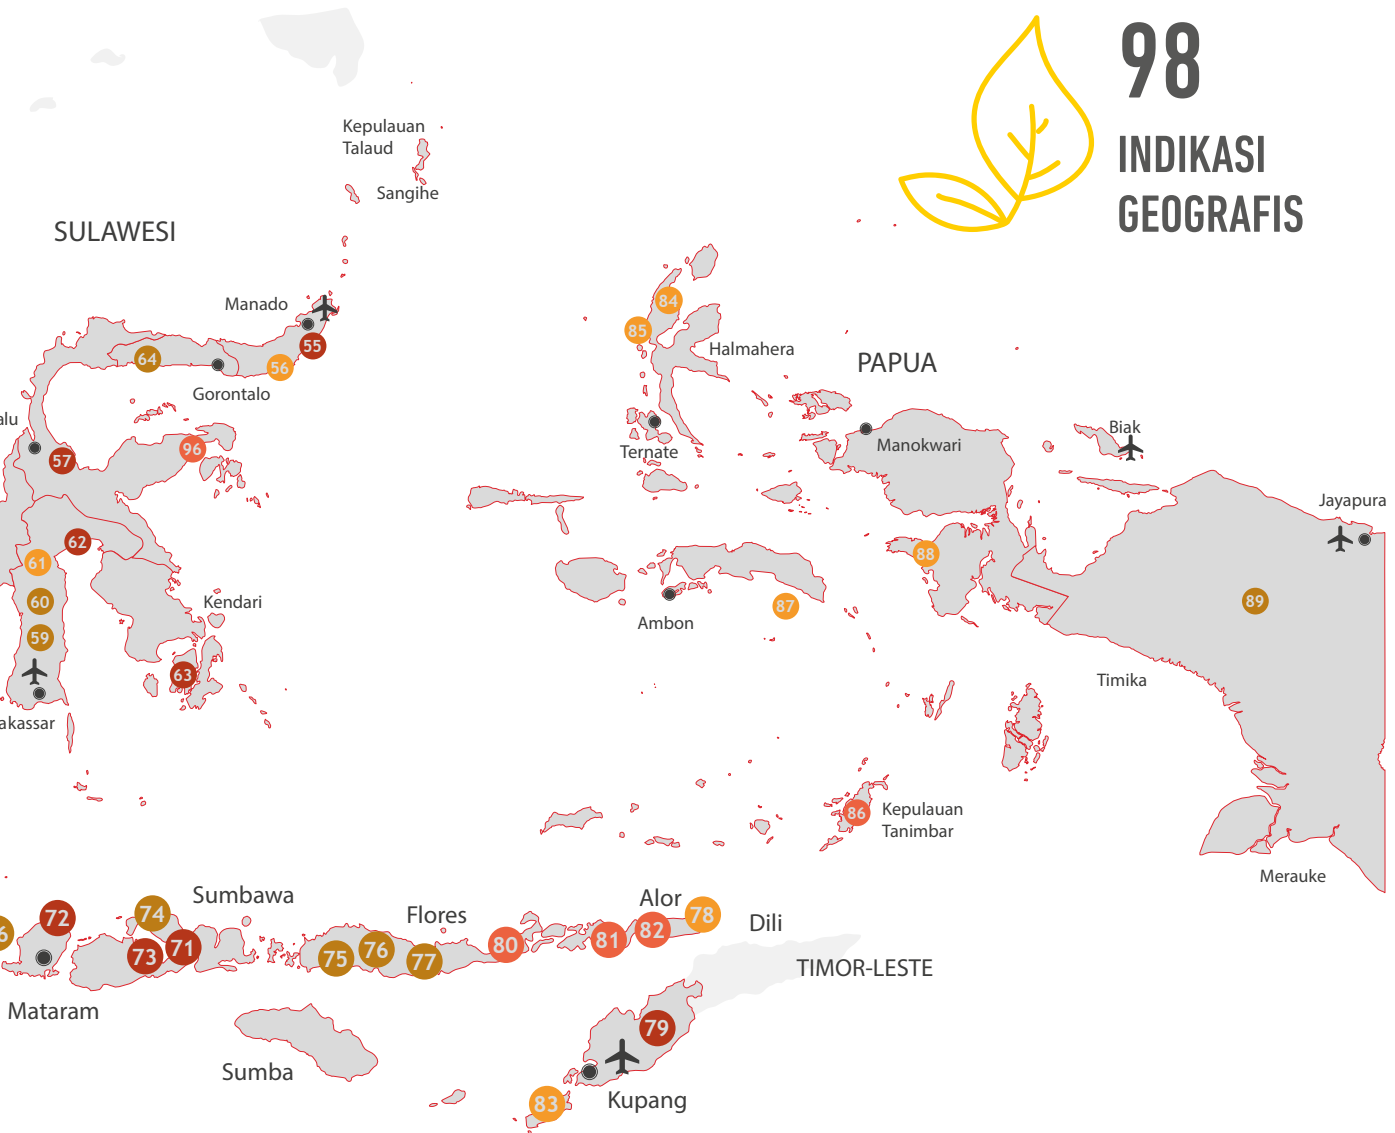 98
INDIKASI
GEOGRAFIS
Kepulauan
Talaud
Sangihe
SULAWESI
Manado
55
56
64
Gorontalo
84
85
Halmahera
PAPUA
alu
57
96
Ternate
Manokwari
Biak
Jayapura
62
61
60
59
Kendari
63
akassar
88
87
Ambon
89
Timika
86
Kepulauan
Tanimbar
Merauke
6
72
74
73
71
Sumbawa
Mataram
Flores
75
76
77
80
81
82
Alor
78
Dili
TIMOR-LESTE
79
Sumba
83
Kupang